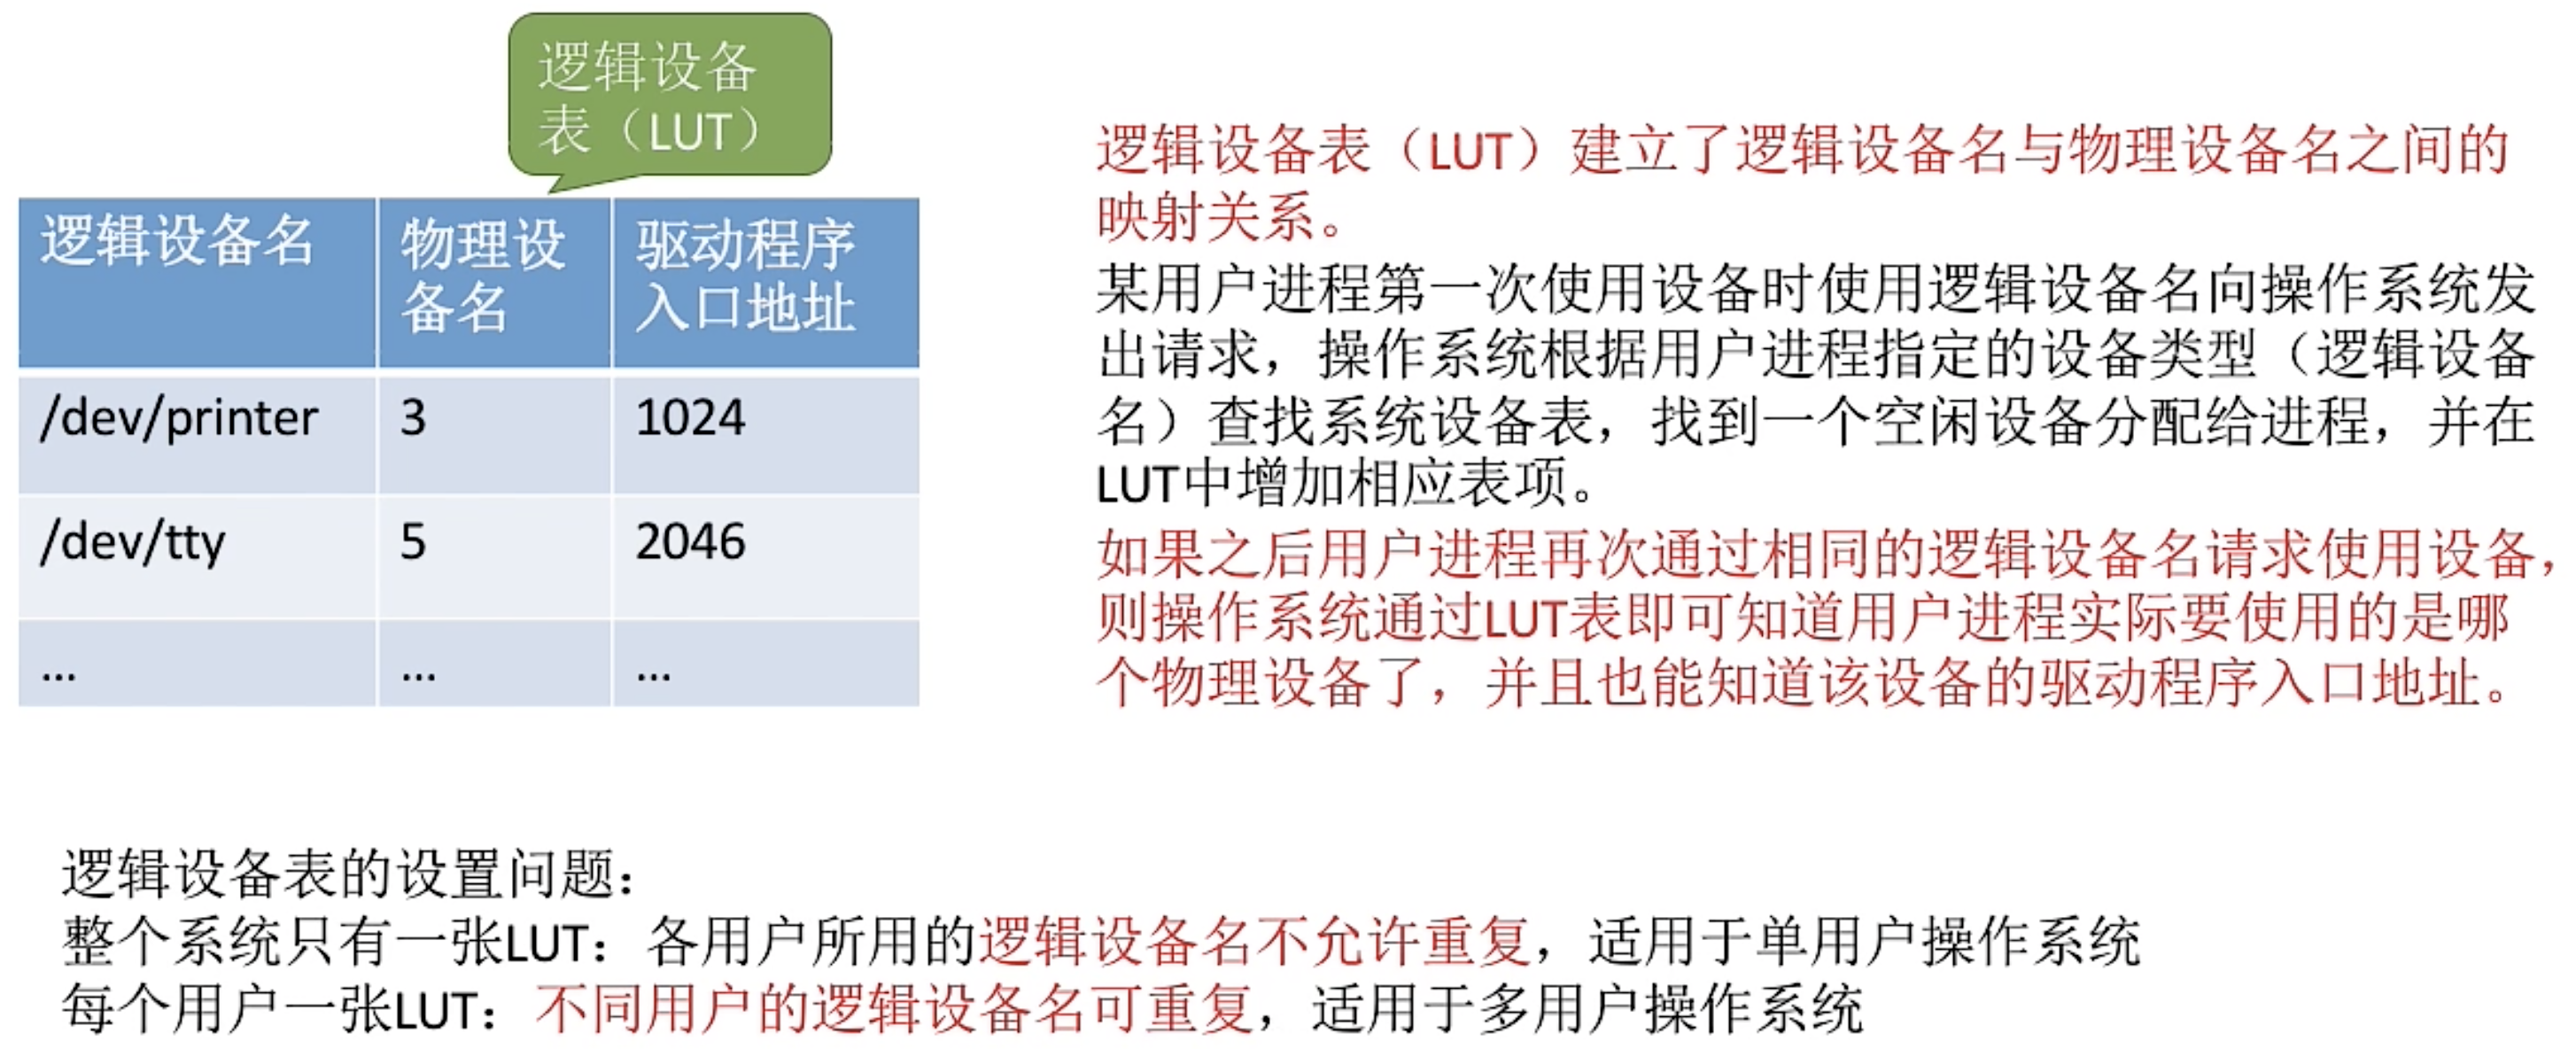 逻辑设备
表（LUT）
逻辑设备名 物理设备名 驱动程序入口地址
/dev/printer 3 1024
/dev/tty 5 2046
... ... ...
逻辑设备表（LUT）建立了逻辑设备名与物理设备名之间的
映射关系。
某用户进程第一次使用设备时使用逻辑设备名向操作系统发
出请求，操作系统根据用户进程指定的设备类型（逻辑设备
名）查找系统设备表，找到一个空闲设备分配给进程，并在
LUT中增加相应表项。
如果之后用户进程再次通过相同的逻辑设备名请求使用设备，
则操作系统通过LUT表即可知道用户进程实际要使用的是哪
个物理设备了，并且也能知道该设备的驱动程序入口地址。
逻辑设备表的设置问题：
整个系统只有一张LUT：各用户所用的逻辑设备名不允许重复，适用于单用户操作系统
每个用户一张LUT：不同用户的逻辑设备名可重复，适用于多用户操作系统